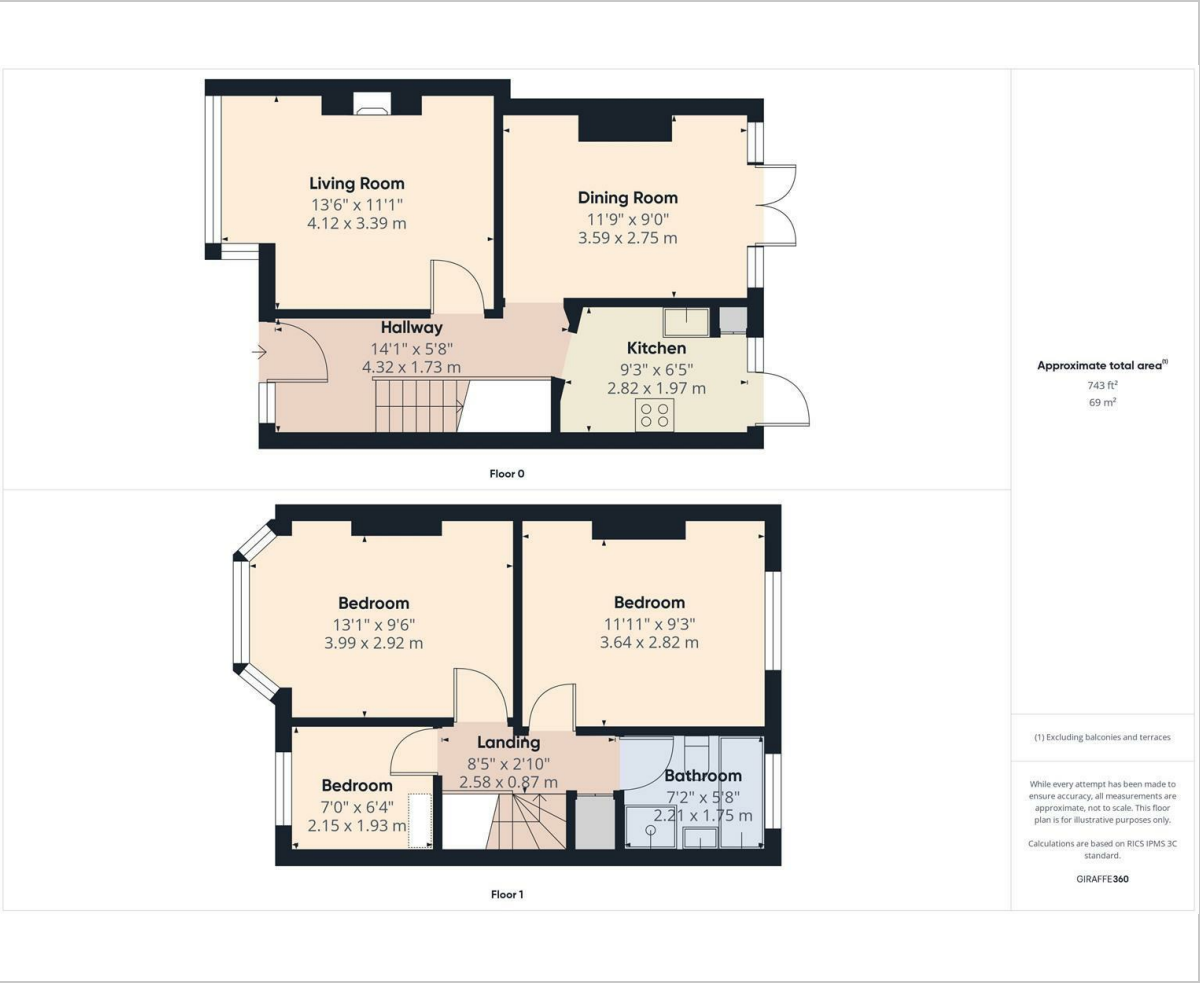 Living Room
13'6" x 11'1"
4.12 x 3.39 m
Dining Room
11'9" x 9'0"
3.59 x 2.75 m
Hallway
14'1" x 5'8"
4.32 x 1.73 m
Kitchen
9'3" x 6'5"
2.82 x 1.97 m
Floor 0
Bedroom
13'1" x 9'6"
3.99 x 2.92 m
Bedroom
11'11" x 9'3"
3.64 x 2.82 m
Landing
8'5" x 2'10"
2.58 x 0.87 m
Bedroom
7'0" x 6'4"
2.15 x 1.93 m
Bathroom
7'2" x 5'8"
2.21 x 1.75 m
Floor 1
Approximate total area⁽¹⁾
743 ft²
69 m²
(1) Excluding balconies and terraces
While every attempt has been made to
ensure accuracy, all measurements are
approximate, not to scale. This floor
plan is for illustrative purposes only.
Calculations are based on RICS IPMS 3C
standard.
GIRAFFE360